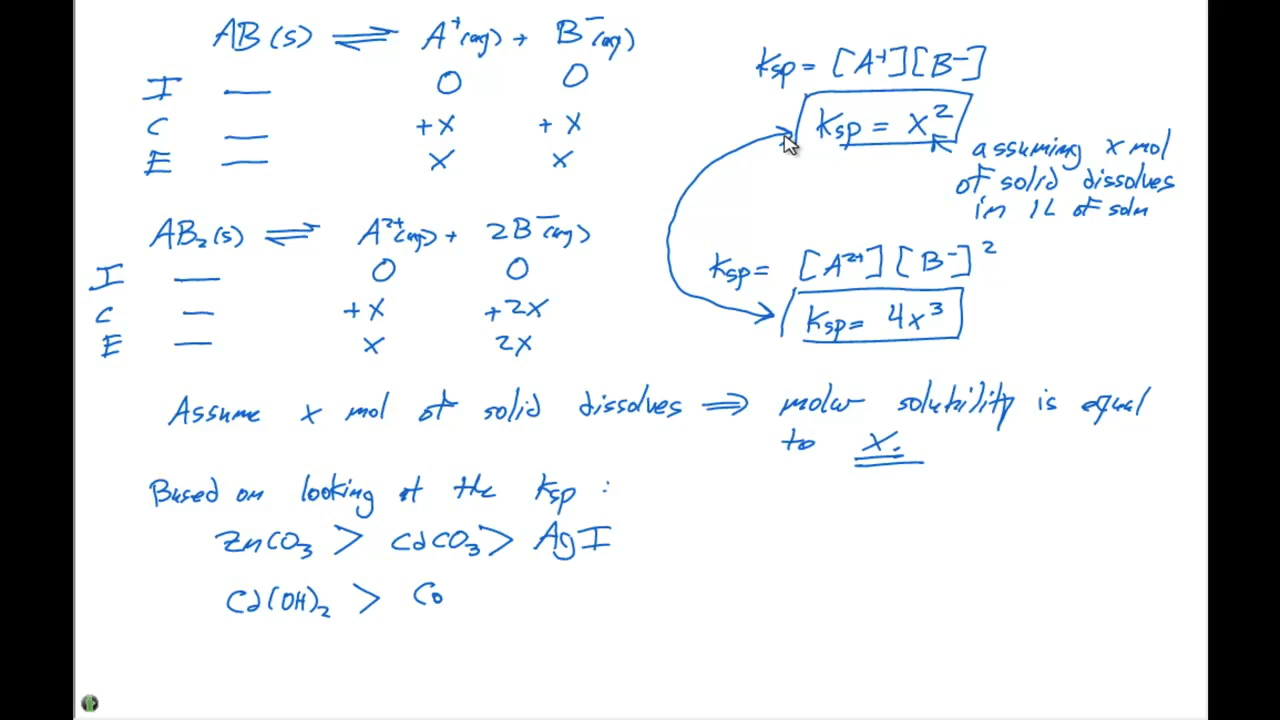 AB(s) ⇌ A⁺(aq) + B⁻(aq)
I — 0 0
C — +x +x
E — x x
Ksp = [A⁺][B⁻]
Ksp = x²
assuming x mol
of solid dissolves
in 1L of soln
AB₂(s) ⇌ A²⁺(aq) + 2B⁻(aq)
I — 0 0
C — +x +2x
E — x 2x
Ksp = [A²⁺][B⁻]²
Ksp = 4x³
Assume x mol of solid dissolves ⇒ molar solubility is equal
to x.
Based on looking at the Ksp :
ZnCO₃ > CdCO₃ > AgI
Cd(OH)₂ > Co